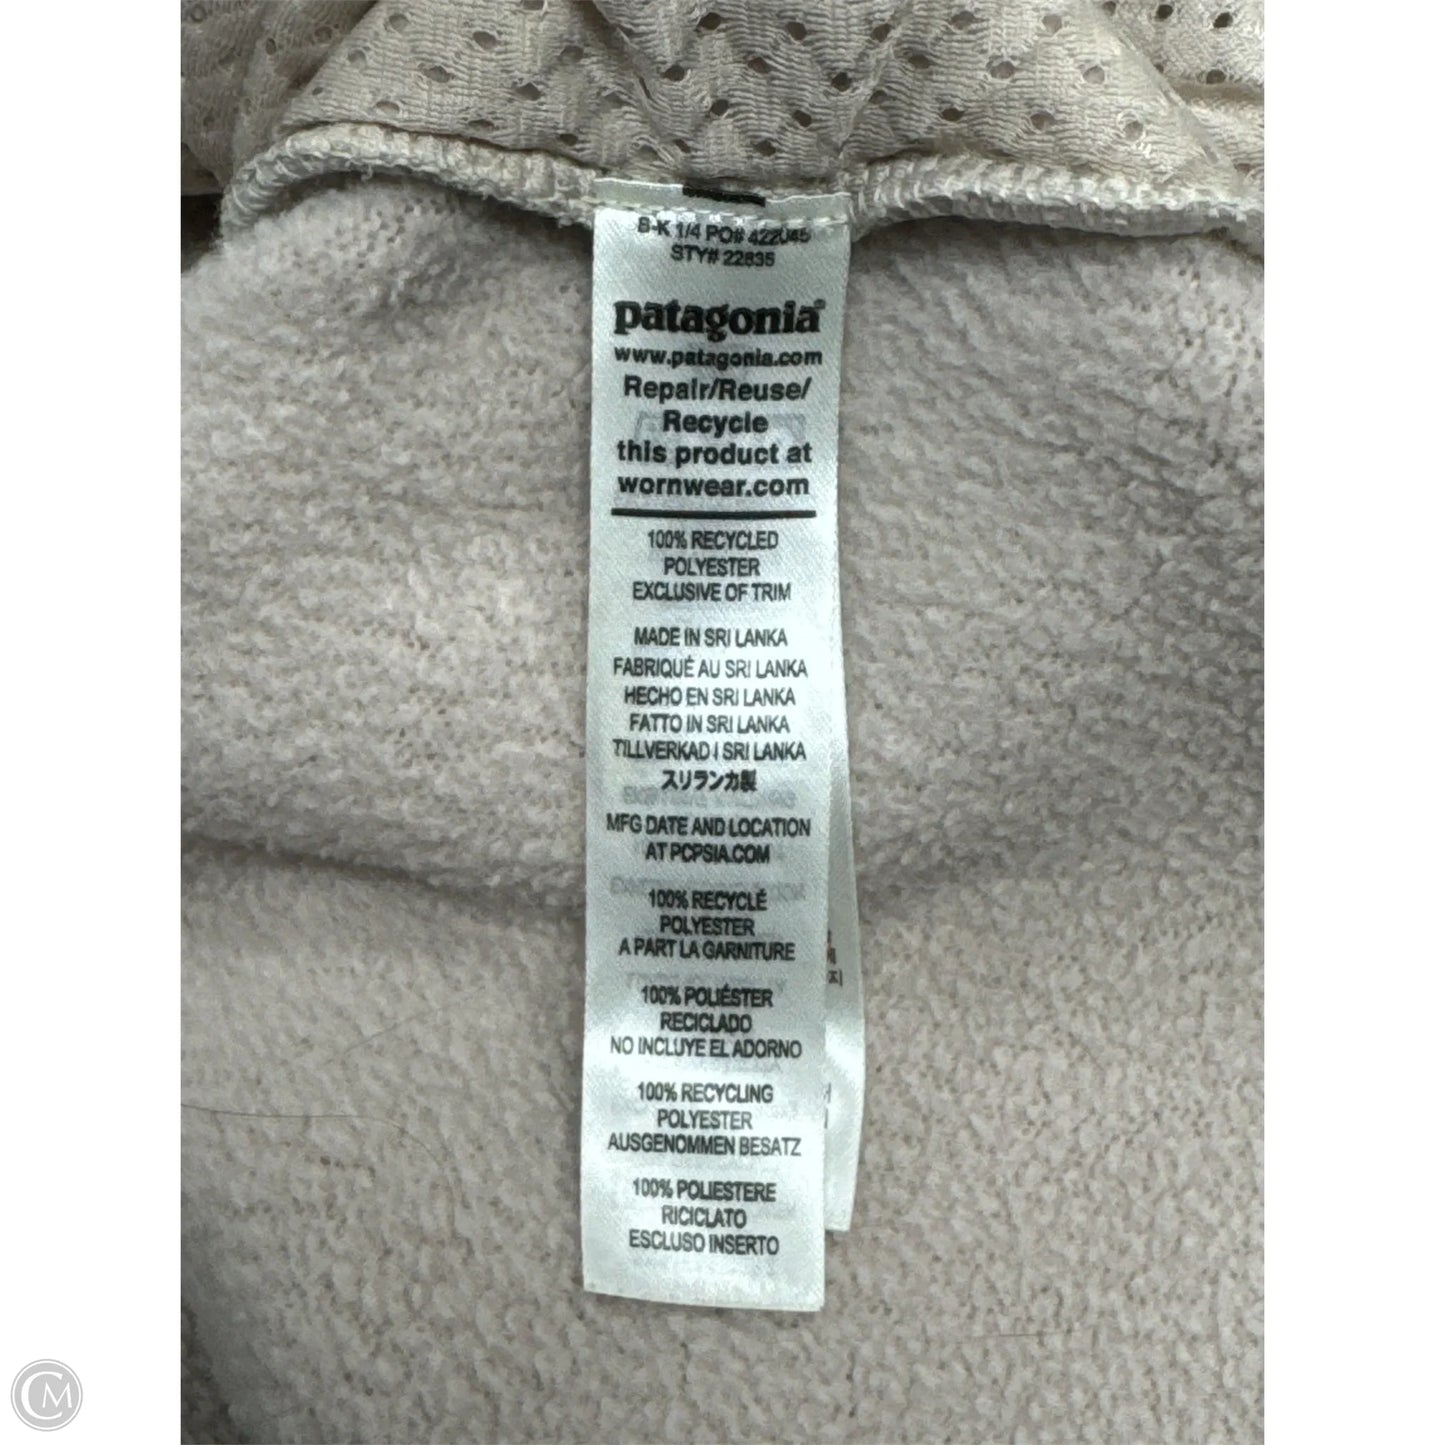 B-K 1/4 PO# 422045
STY# 22835
patagonia®
www.patagonia.com
Repair/Reuse/
Recycle
this product at
wornwear.com
100% RECYCLED
POLYESTER
EXCLUSIVE OF TRIM
MADE IN SRI LANKA
FABRIQUÉ AU SRI LANKA
HECHO EN SRI LANKA
FATTO IN SRI LANKA
TILLVERKAD I SRI LANKA
スリランカ製
MFG DATE AND LOCATION
AT PCPSIA.COM
100% RECYCLÉ
POLYESTER
A PART LA GARNITURE
100% POLIÉSTER
RECICLADO
NO INCLUYE EL ADORNO
100% RECYCLING
POLYESTER
AUSGENOMMEN BESATZ
100% POLIESTERE
RICICLATO
ESCLUSO INSERTO
CM